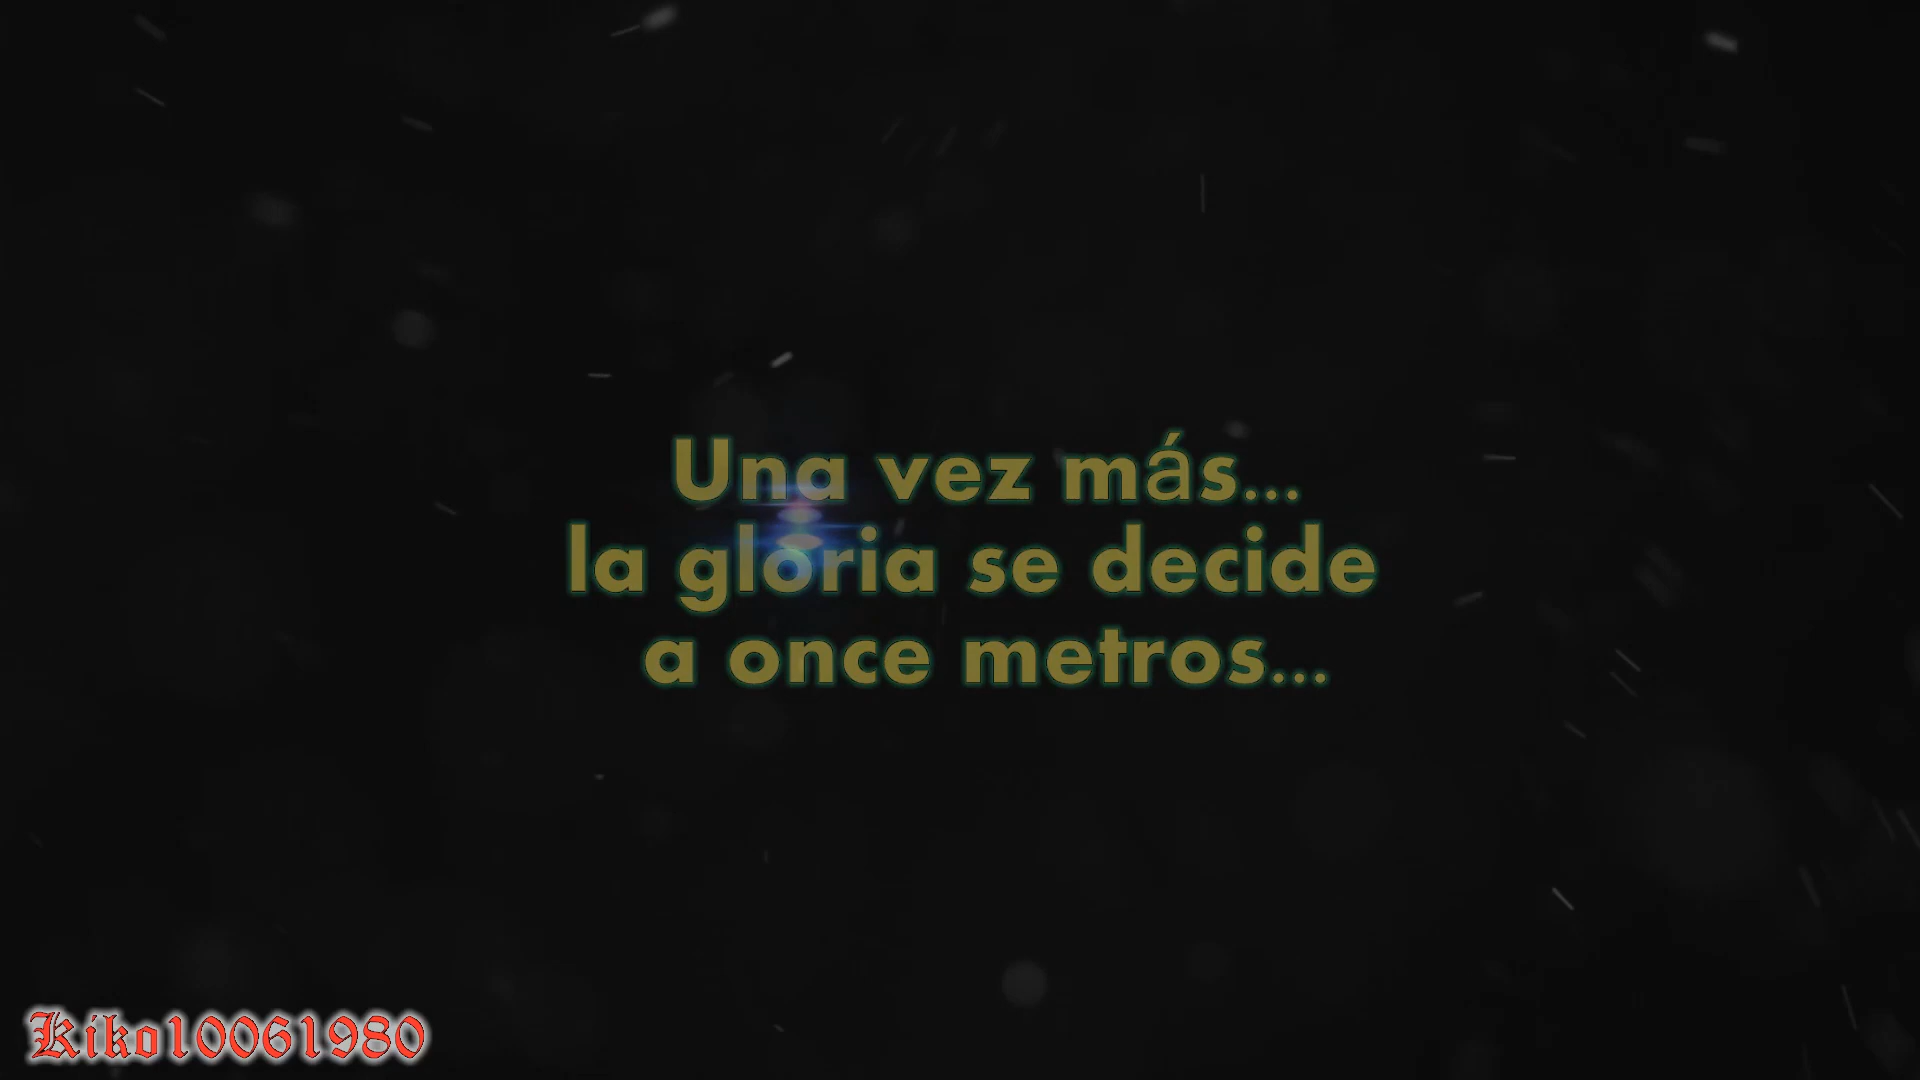 Una vez más...
la gloria se decide
a once metros...
Kiko10061980